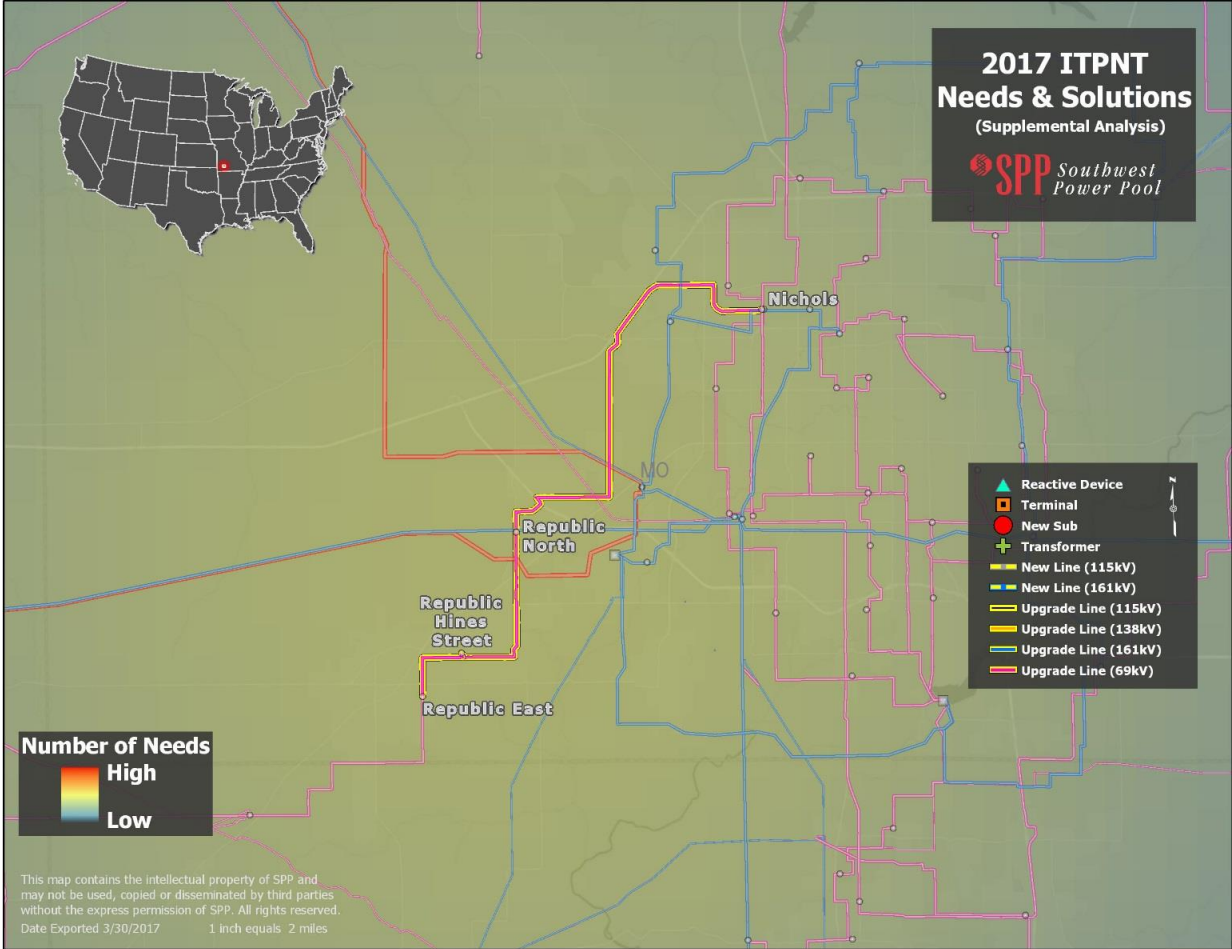 2017 ITPNT
Needs & Solutions
(Supplemental Analysis)
SPP Southwest
Power Pool
Nichols
MO
Republic
North
Republic
Hines
Street
Republic East
N
Reactive Device
Terminal
New Sub
Transformer
New Line (115kV)
New Line (161kV)
Upgrade Line (115kV)
Upgrade Line (138kV)
Upgrade Line (161kV)
Upgrade Line (69kV)
Number of Needs
High
Low
This map contains the intellectual property of SPP and
may not be used, copied or disseminated by third parties
without the express permission of SPP. All rights reserved.
Date Exported 3/30/2017 1 inch equals 2 miles